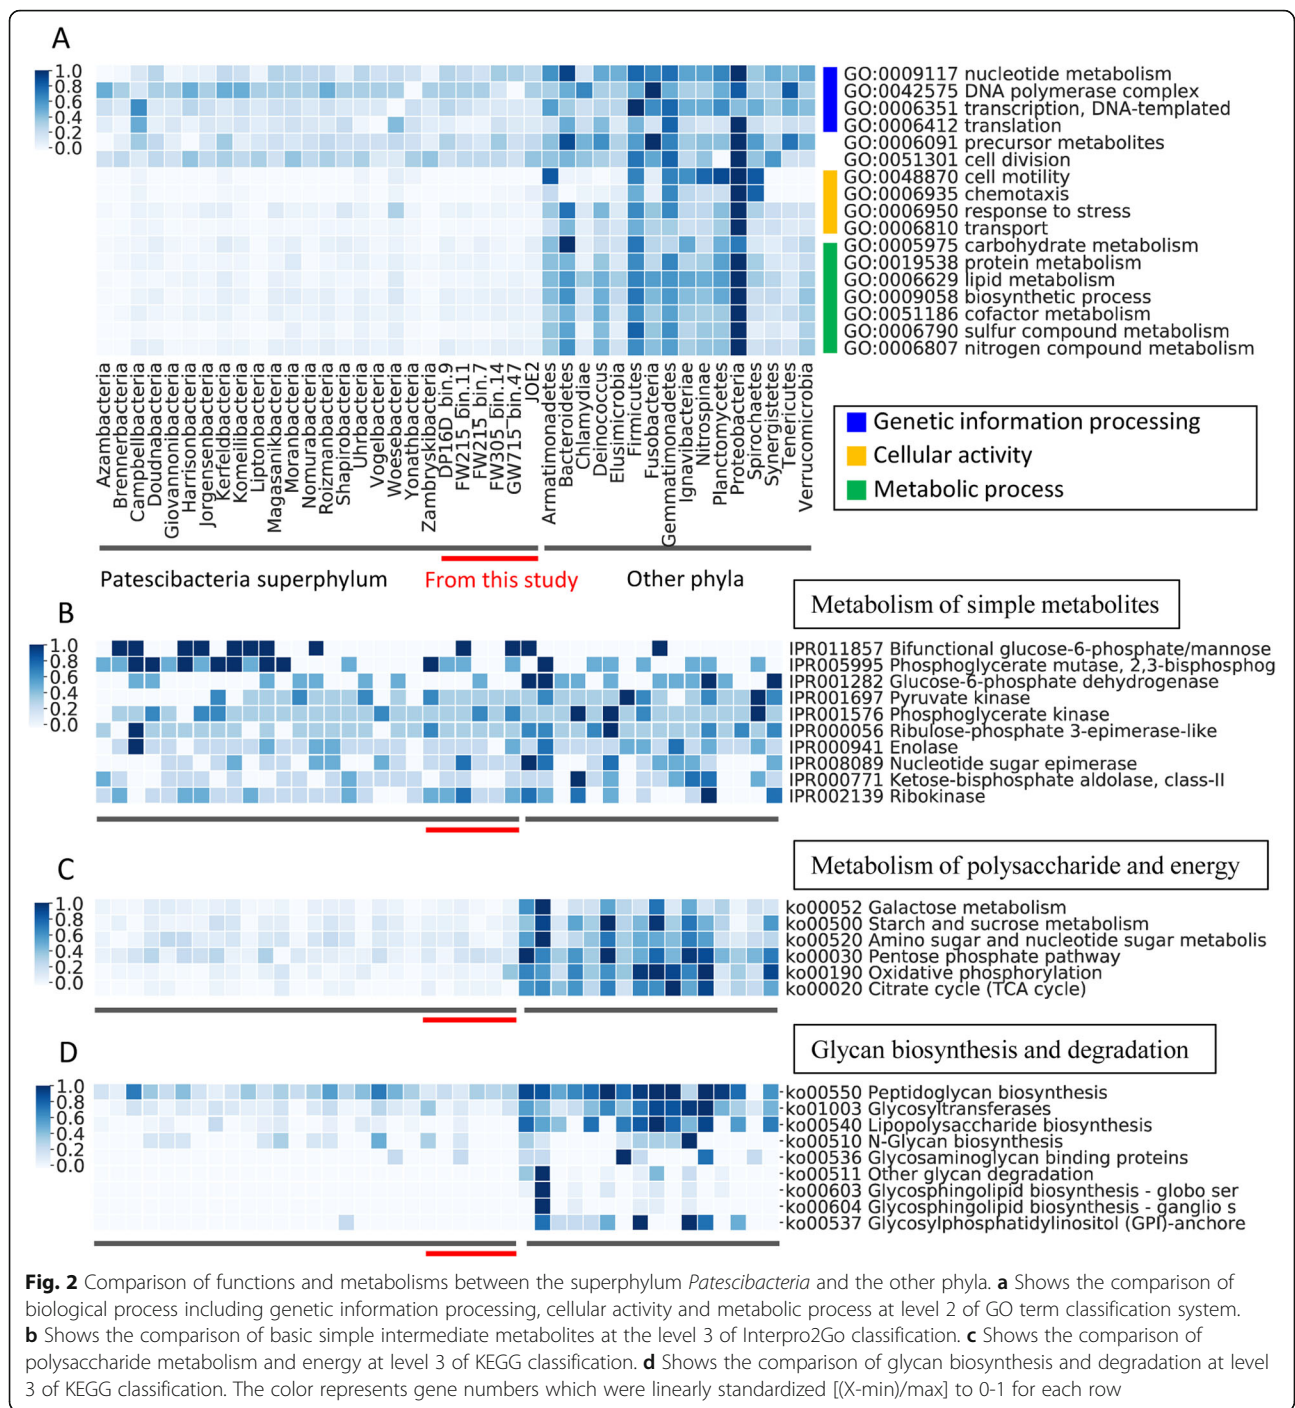 A
1.0
0.8
0.6
0.4
0.2
0.0
GO:0009117 nucleotide metabolism
GO:0042575 DNA polymerase complex
GO:0006351 transcription, DNA-templated
GO:0006412 translation
GO:0006091 precursor metabolites
GO:0051301 cell division
GO:0048870 cell motility
GO:0006935 chemotaxis
GO:0006950 response to stress
GO:0006810 transport
GO:0005975 carbohydrate metabolism
GO:0019538 protein metabolism
GO:0006629 lipid metabolism
GO:0009058 biosynthetic process
GO:0051186 cofactor metabolism
GO:0006790 sulfur compound metabolism
GO:0006807 nitrogen compound metabolism
Azambacteria
Brennerbacteria
Campbellbacteria
Doudnabacteria
Giovannonibacteria
Harrisonbacteria
Jorgensenbacteria
Kerfeldbacteria
Komeilibacteria
Liptonbacteria
Magasanikbacteria
Moranbacteria
Nomurabacteria
Roizmanbacteria
Shapirobacteria
Uhrbacteria
Vogelbacteria
Woesebacteria
Yonathbacteria
Zambryskibacteria
DP16D_bin.9
FW215_bin.11
FW215_bin.7
FW305_bin.14
GW715_bin.47
JOE2
Armatimonadetes
Bacteroidetes
Chlamydiae
Deinococcus
Elusimicrobia
Firmicutes
Fusobacteria
Gemmatimonadetes
Ignavibacteriae
Nitrospinae
Planctomycetes
Proteobacteria
Spirochaetes
Synergistetes
Tenericutes
Verrucomicrobia
Genetic information processing
Cellular activity
Metabolic process
Patescibacteria superphylum
From this study
Other phyla
Metabolism of simple metabolites
B
1.0
0.8
0.6
0.4
0.2
0.0
IPR011857 Bifunctional glucose-6-phosphate/mannose
IPR005995 Phosphoglycerate mutase, 2,3-bisphosphog
IPR001282 Glucose-6-phosphate dehydrogenase
IPR001697 Pyruvate kinase
IPR001576 Phosphoglycerate kinase
IPR000056 Ribulose-phosphate 3-epimerase-like
IPR000941 Enolase
IPR008089 Nucleotide sugar epimerase
IPR000771 Ketose-bisphosphate aldolase, class-II
IPR002139 Ribokinase
Metabolism of polysaccharide and energy
C
1.0
0.8
0.6
0.4
0.2
0.0
ko00052 Galactose metabolism
ko00500 Starch and sucrose metabolism
ko00520 Amino sugar and nucleotide sugar metabolis
ko00030 Pentose phosphate pathway
ko00190 Oxidative phosphorylation
ko00020 Citrate cycle (TCA cycle)
Glycan biosynthesis and degradation
D
1.0
0.8
0.6
0.4
0.2
0.0
ko00550 Peptidoglycan biosynthesis
ko01003 Glycosyltransferases
ko00540 Lipopolysaccharide biosynthesis
ko00510 N-Glycan biosynthesis
ko00536 Glycosaminoglycan binding proteins
ko00511 Other glycan degradation
ko00603 Glycosphingolipid biosynthesis - globo ser
ko00604 Glycosphingolipid biosynthesis - ganglio s
ko00537 Glycosylphosphatidylinositol (GPI)-anchore
Fig. 2 Comparison of functions and metabolisms between the superphylum Patescibacteria and the other phyla. a Shows the comparison of
biological process including genetic information processing, cellular activity and metabolic process at level 2 of GO term classification system.
b Shows the comparison of basic simple intermediate metabolites at the level 3 of Interpro2Go classification. c Shows the comparison of
polysaccharide metabolism and energy at level 3 of KEGG classification. d Shows the comparison of glycan biosynthesis and degradation at level
3 of KEGG classification. The color represents gene numbers which were linearly standardized [(X-min)/max] to 0-1 for each row